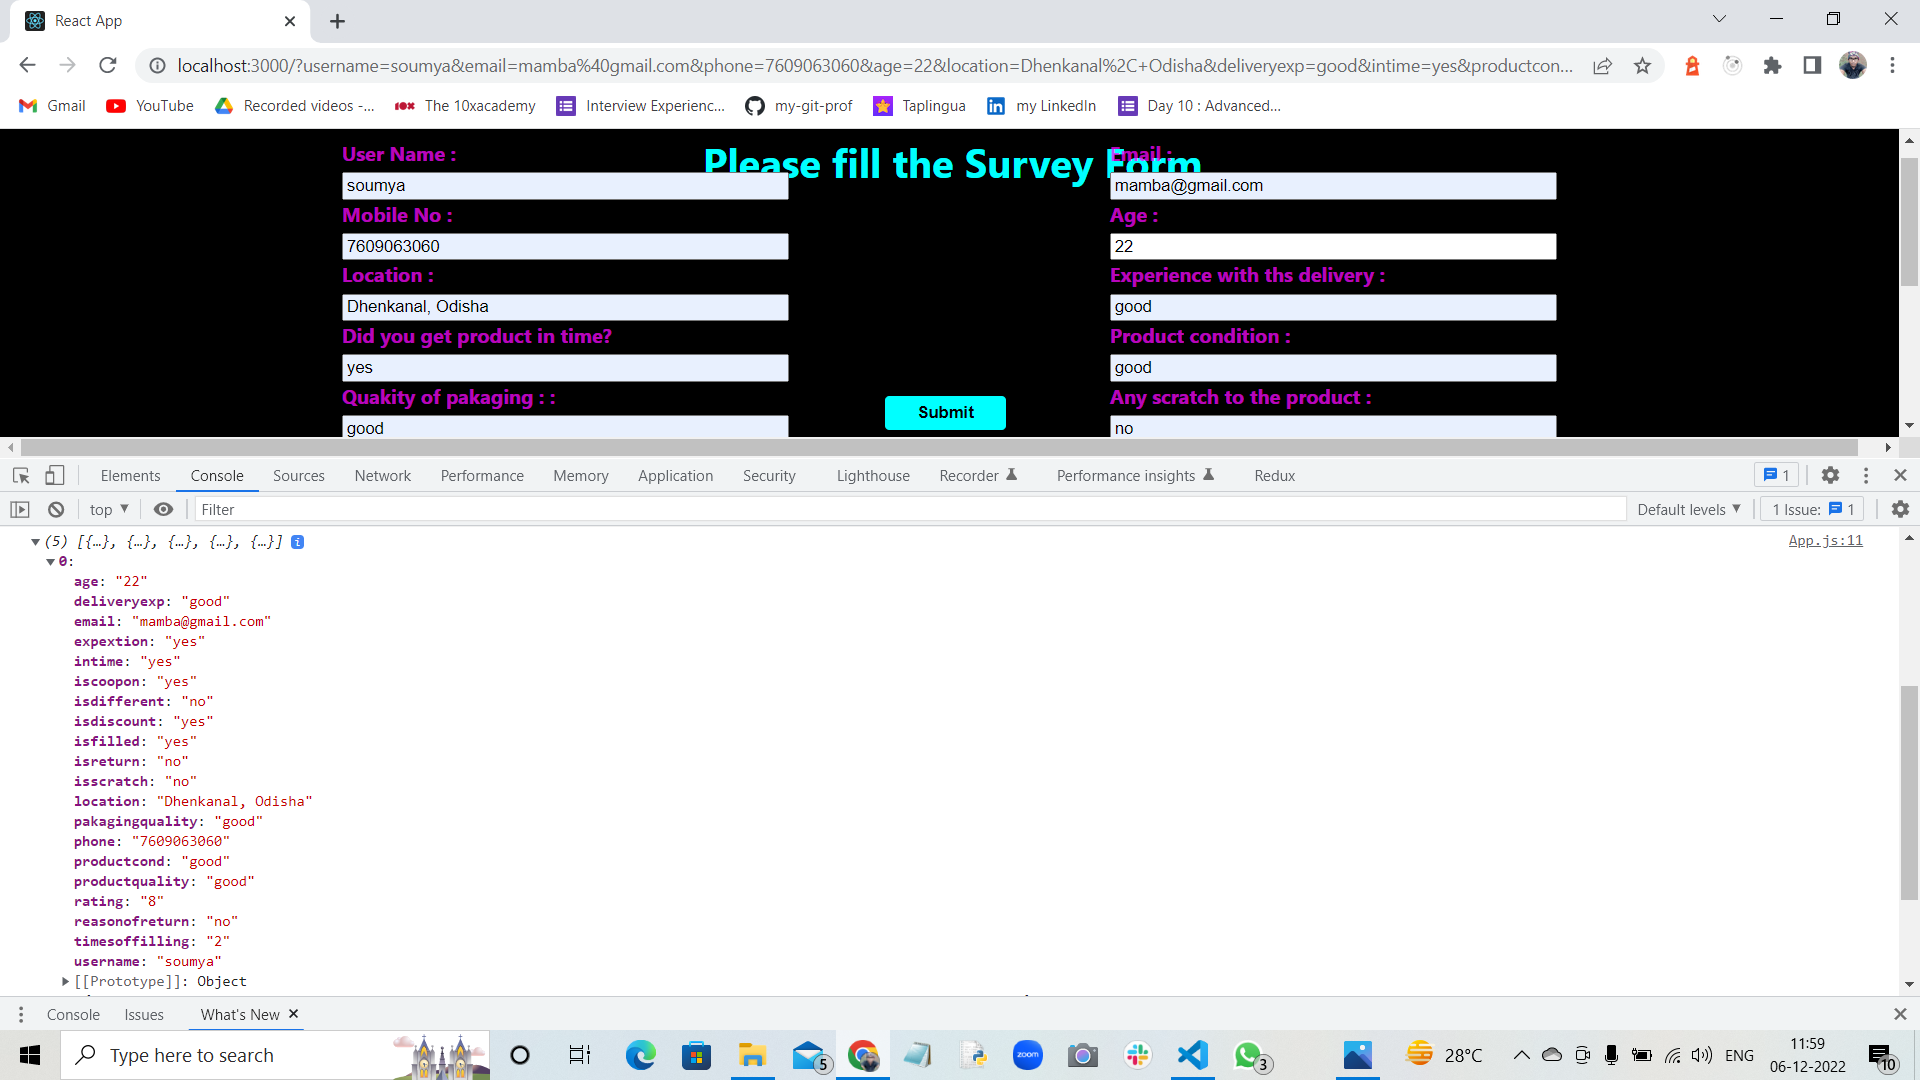 React App
localhost:3000/?username=soumya&email=mamba%40gmail.com&phone=7609063060&age=22&location=Dhenkanal%2C+Odisha&deliveryexp=good&intime=yes&productcon...
Gmail YouTube Recorded videos -... The 10xacademy Interview Experienc... my-git-prof Taplingua my LinkedIn Day 10 : Advanced...
Please fill the Survey Form
User Name : Email :
soumya mamba@gmail.com
Mobile No : Age :
7609063060 22
Location : Experience with ths delivery :
Dhenkanal, Odisha good
Did you get product in time? Product condition :
yes good
Quakity of pakaging : : Any scratch to the product :
good no
Submit
Elements Console Sources Network Performance Memory Application Security Lighthouse Recorder Performance insights Redux 1
top Filter Default levels 1 Issue: 1
(5) [{…}, {…}, {…}, {…}, {…}] i App.js:11
0:
age: "22"
deliveryexp: "good"
email: "mamba@gmail.com"
expextion: "yes"
intime: "yes"
iscoopon: "yes"
isdifferent: "no"
isdiscount: "yes"
isfilled: "yes"
isreturn: "no"
isscratch: "no"
location: "Dhenkanal, Odisha"
pakagingquality: "good"
phone: "7609063060"
productcond: "good"
productquality: "good"
rating: "8"
reasonofreturn: "no"
timesoffilling: "2"
username: "soumya"
[[Prototype]]: Object
Console Issues What's New
Type here to search 5 zoom 3 28°C ENG 11:59
06-12-2022 10